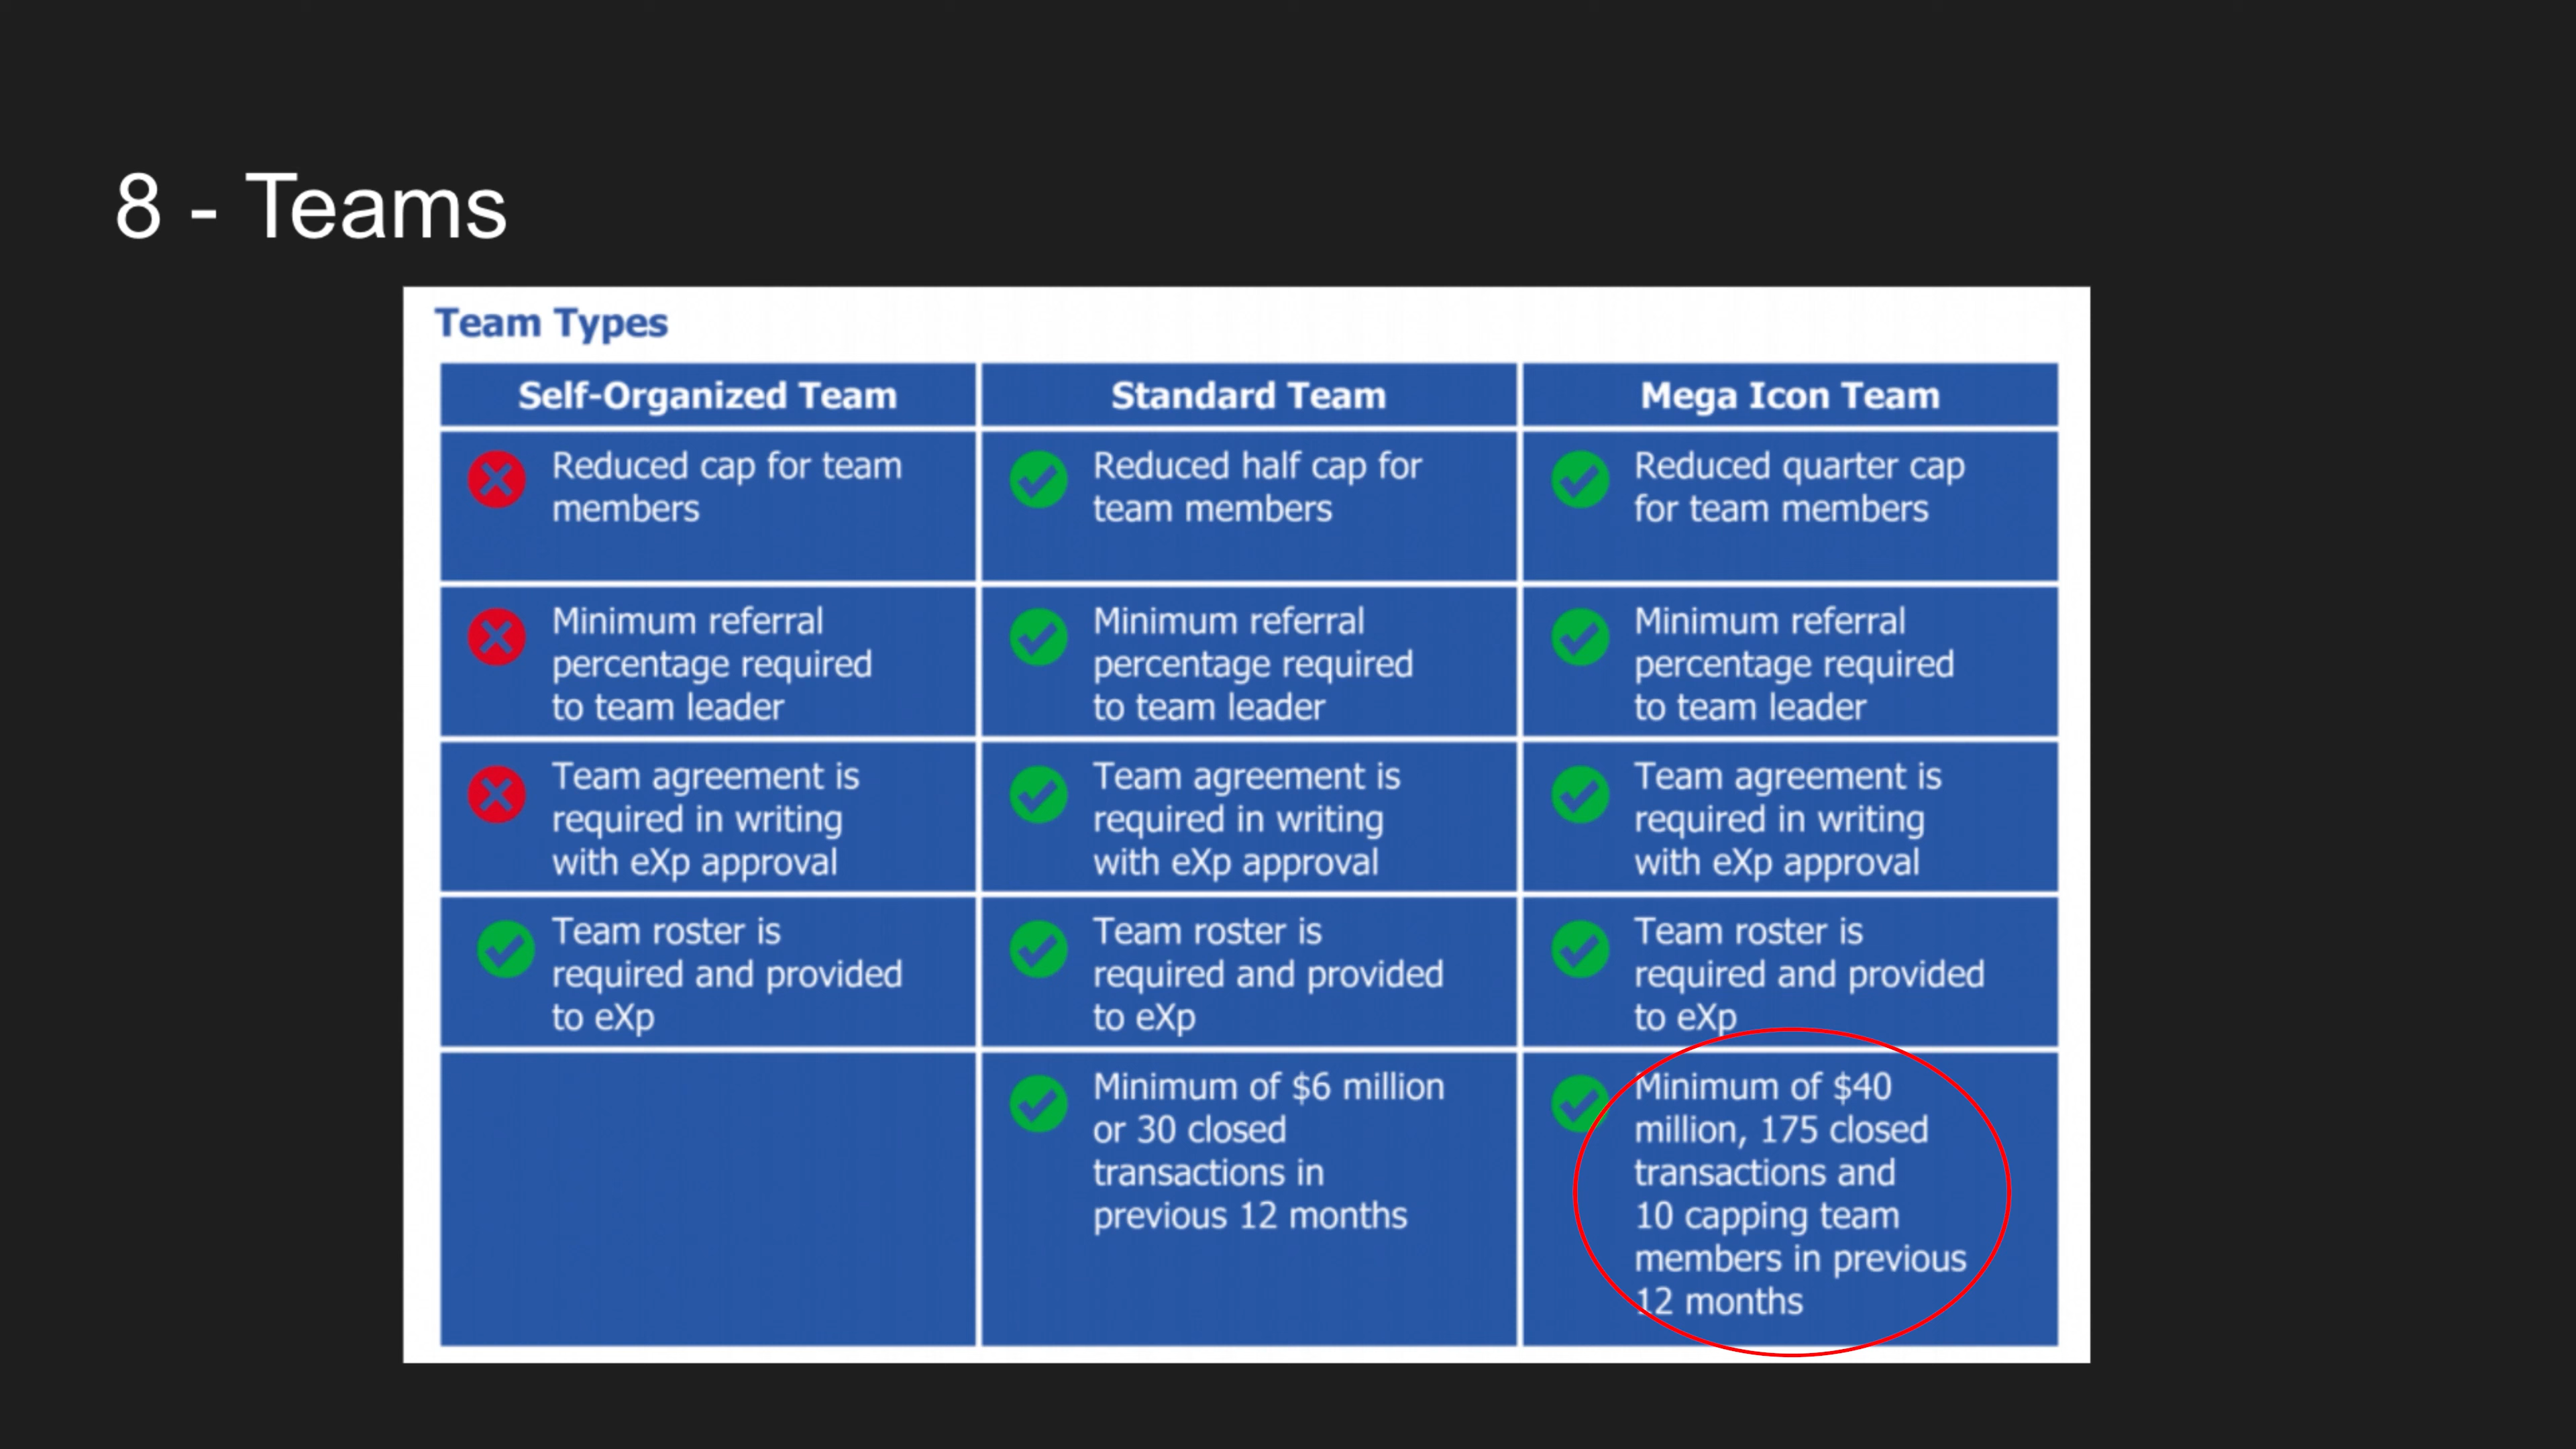 8 - Teams
Team Types
Self-Organized Team
Standard Team
Mega Icon Team
Reduced cap for team
members
Reduced half cap for
team members
Reduced quarter cap
for team members
Minimum referral
percentage required
to team leader
Minimum referral
percentage required
to team leader
Minimum referral
percentage required
to team leader
Team agreement is
required in writing
with eXp approval
Team agreement is
required in writing
with eXp approval
Team agreement is
required in writing
with eXp approval
Team roster is
required and provided
to eXp
Team roster is
required and provided
to eXp
Team roster is
required and provided
to eXp
Minimum of $6 million
or 30 closed
transactions in
previous 12 months
Minimum of $40
million, 175 closed
transactions and
10 capping team
members in previous
12 months